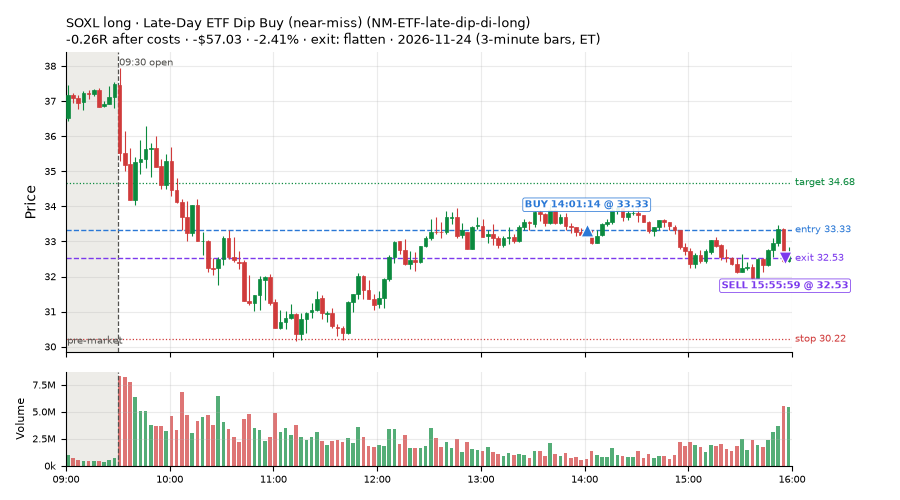 SOXL long · Late-Day ETF Dip Buy (near-miss) (NM-ETF-late-dip-di-long)
-0.26R after costs · -$57.03 · -2.41% · exit: flatten · 2026-11-24 (3-minute bars, ET)
09:30 open
38
37
36
35
34
33
32
31
30
Price
target 34.68
BUY 14:01:14 @ 33.33
entry 33.33
exit 32.53
SELL 15:55:59 @ 32.53
stop 30.22
pre-market
7.5M
5.0M
2.5M
0k
Volume
09:00
10:00
11:00
12:00
13:00
14:00
15:00
16:00